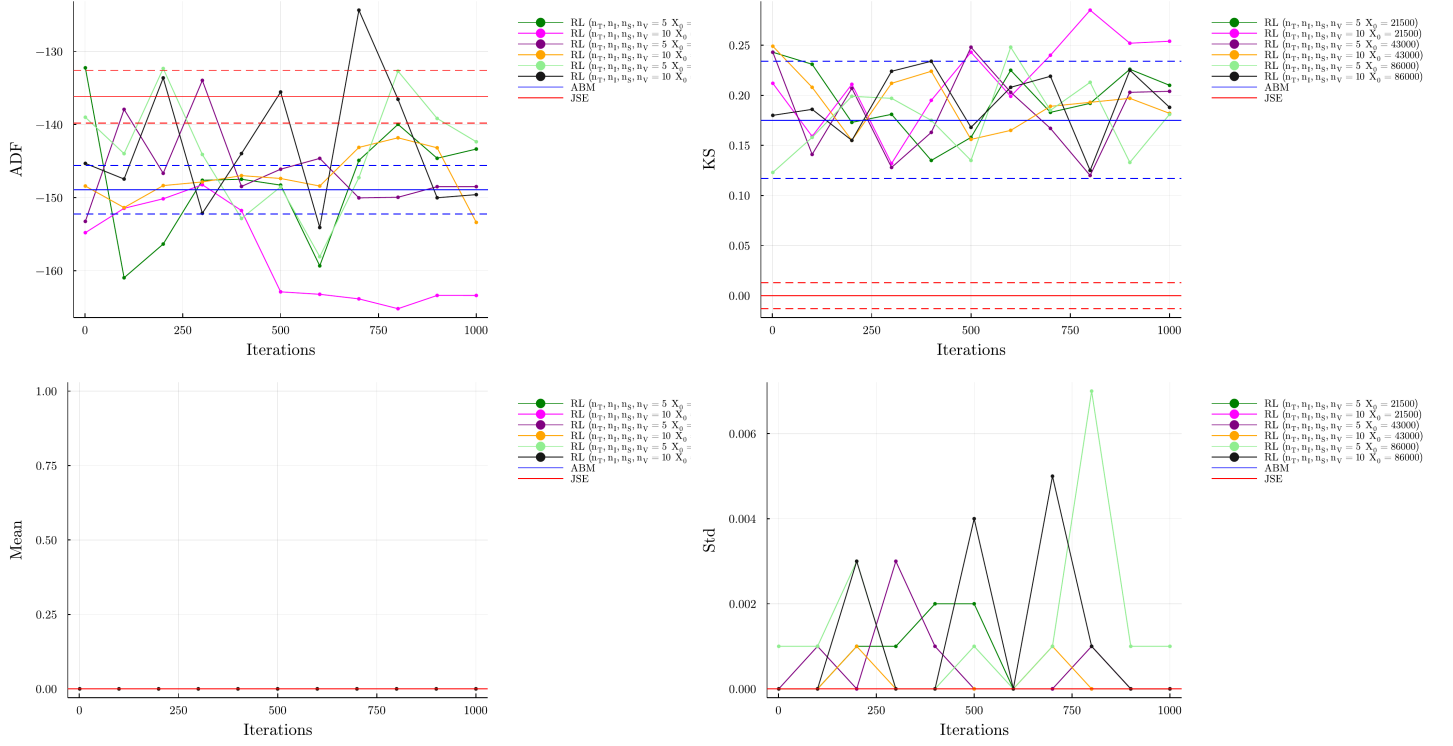 ADF
−130
−140
−150
−160
0
250
500
750
1000
Iterations
RL (n_T, n_I, n_S, n_V = 5 X_0 =
RL (n_T, n_I, n_S, n_V = 10 X_0
RL (n_T, n_I, n_S, n_V = 5 X_0 =
RL (n_T, n_I, n_S, n_V = 10 X_0
RL (n_T, n_I, n_S, n_V = 5 X_0 =
RL (n_T, n_I, n_S, n_V = 10 X_0
ABM
JSE
KS
0.25
0.20
0.15
0.10
0.05
0.00
0
250
500
750
1000
Iterations
RL (n_T, n_I, n_S, n_V = 5 X_0 = 21500)
RL (n_T, n_I, n_S, n_V = 10 X_0 = 21500)
RL (n_T, n_I, n_S, n_V = 5 X_0 = 43000)
RL (n_T, n_I, n_S, n_V = 10 X_0 = 43000)
RL (n_T, n_I, n_S, n_V = 5 X_0 = 86000)
RL (n_T, n_I, n_S, n_V = 10 X_0 = 86000)
ABM
JSE
Mean
1.00
0.75
0.50
0.25
0.00
0
250
500
750
1000
Iterations
RL (n_T, n_I, n_S, n_V = 5 X_0 =
RL (n_T, n_I, n_S, n_V = 10 X_0
RL (n_T, n_I, n_S, n_V = 5 X_0 =
RL (n_T, n_I, n_S, n_V = 10 X_0
RL (n_T, n_I, n_S, n_V = 5 X_0 =
RL (n_T, n_I, n_S, n_V = 10 X_0
ABM
JSE
Std
0.006
0.004
0.002
0.000
0
250
500
750
1000
Iterations
RL (n_T, n_I, n_S, n_V = 5 X_0 = 21500)
RL (n_T, n_I, n_S, n_V = 10 X_0 = 21500)
RL (n_T, n_I, n_S, n_V = 5 X_0 = 43000)
RL (n_T, n_I, n_S, n_V = 10 X_0 = 43000)
RL (n_T, n_I, n_S, n_V = 5 X_0 = 86000)
RL (n_T, n_I, n_S, n_V = 10 X_0 = 86000)
ABM
JSE